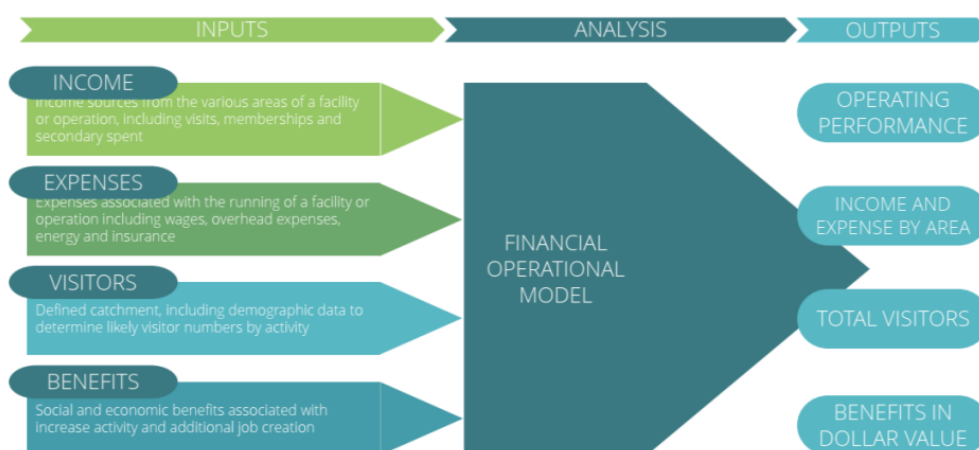 INPUTS
ANALYSIS
OUTPUTS
INCOME
Income sources from the various areas of a facility
or operation, including visits, memberships and
secondary spent
EXPENSES
Expenses associated with the running of a facility or
operation including wages, overhead expenses,
energy and insurance
VISITORS
Defined catchment, including demographic data to
determine likely visitor numbers by activity
BENEFITS
Social and economic benefits associated with
increase activity and additional job creation
FINANCIAL
OPERATIONAL
MODEL
OPERATING
PERFORMANCE
INCOME AND
EXPENSE BY AREA
TOTAL VISITORS
BENEFITS IN
DOLLAR VALUE